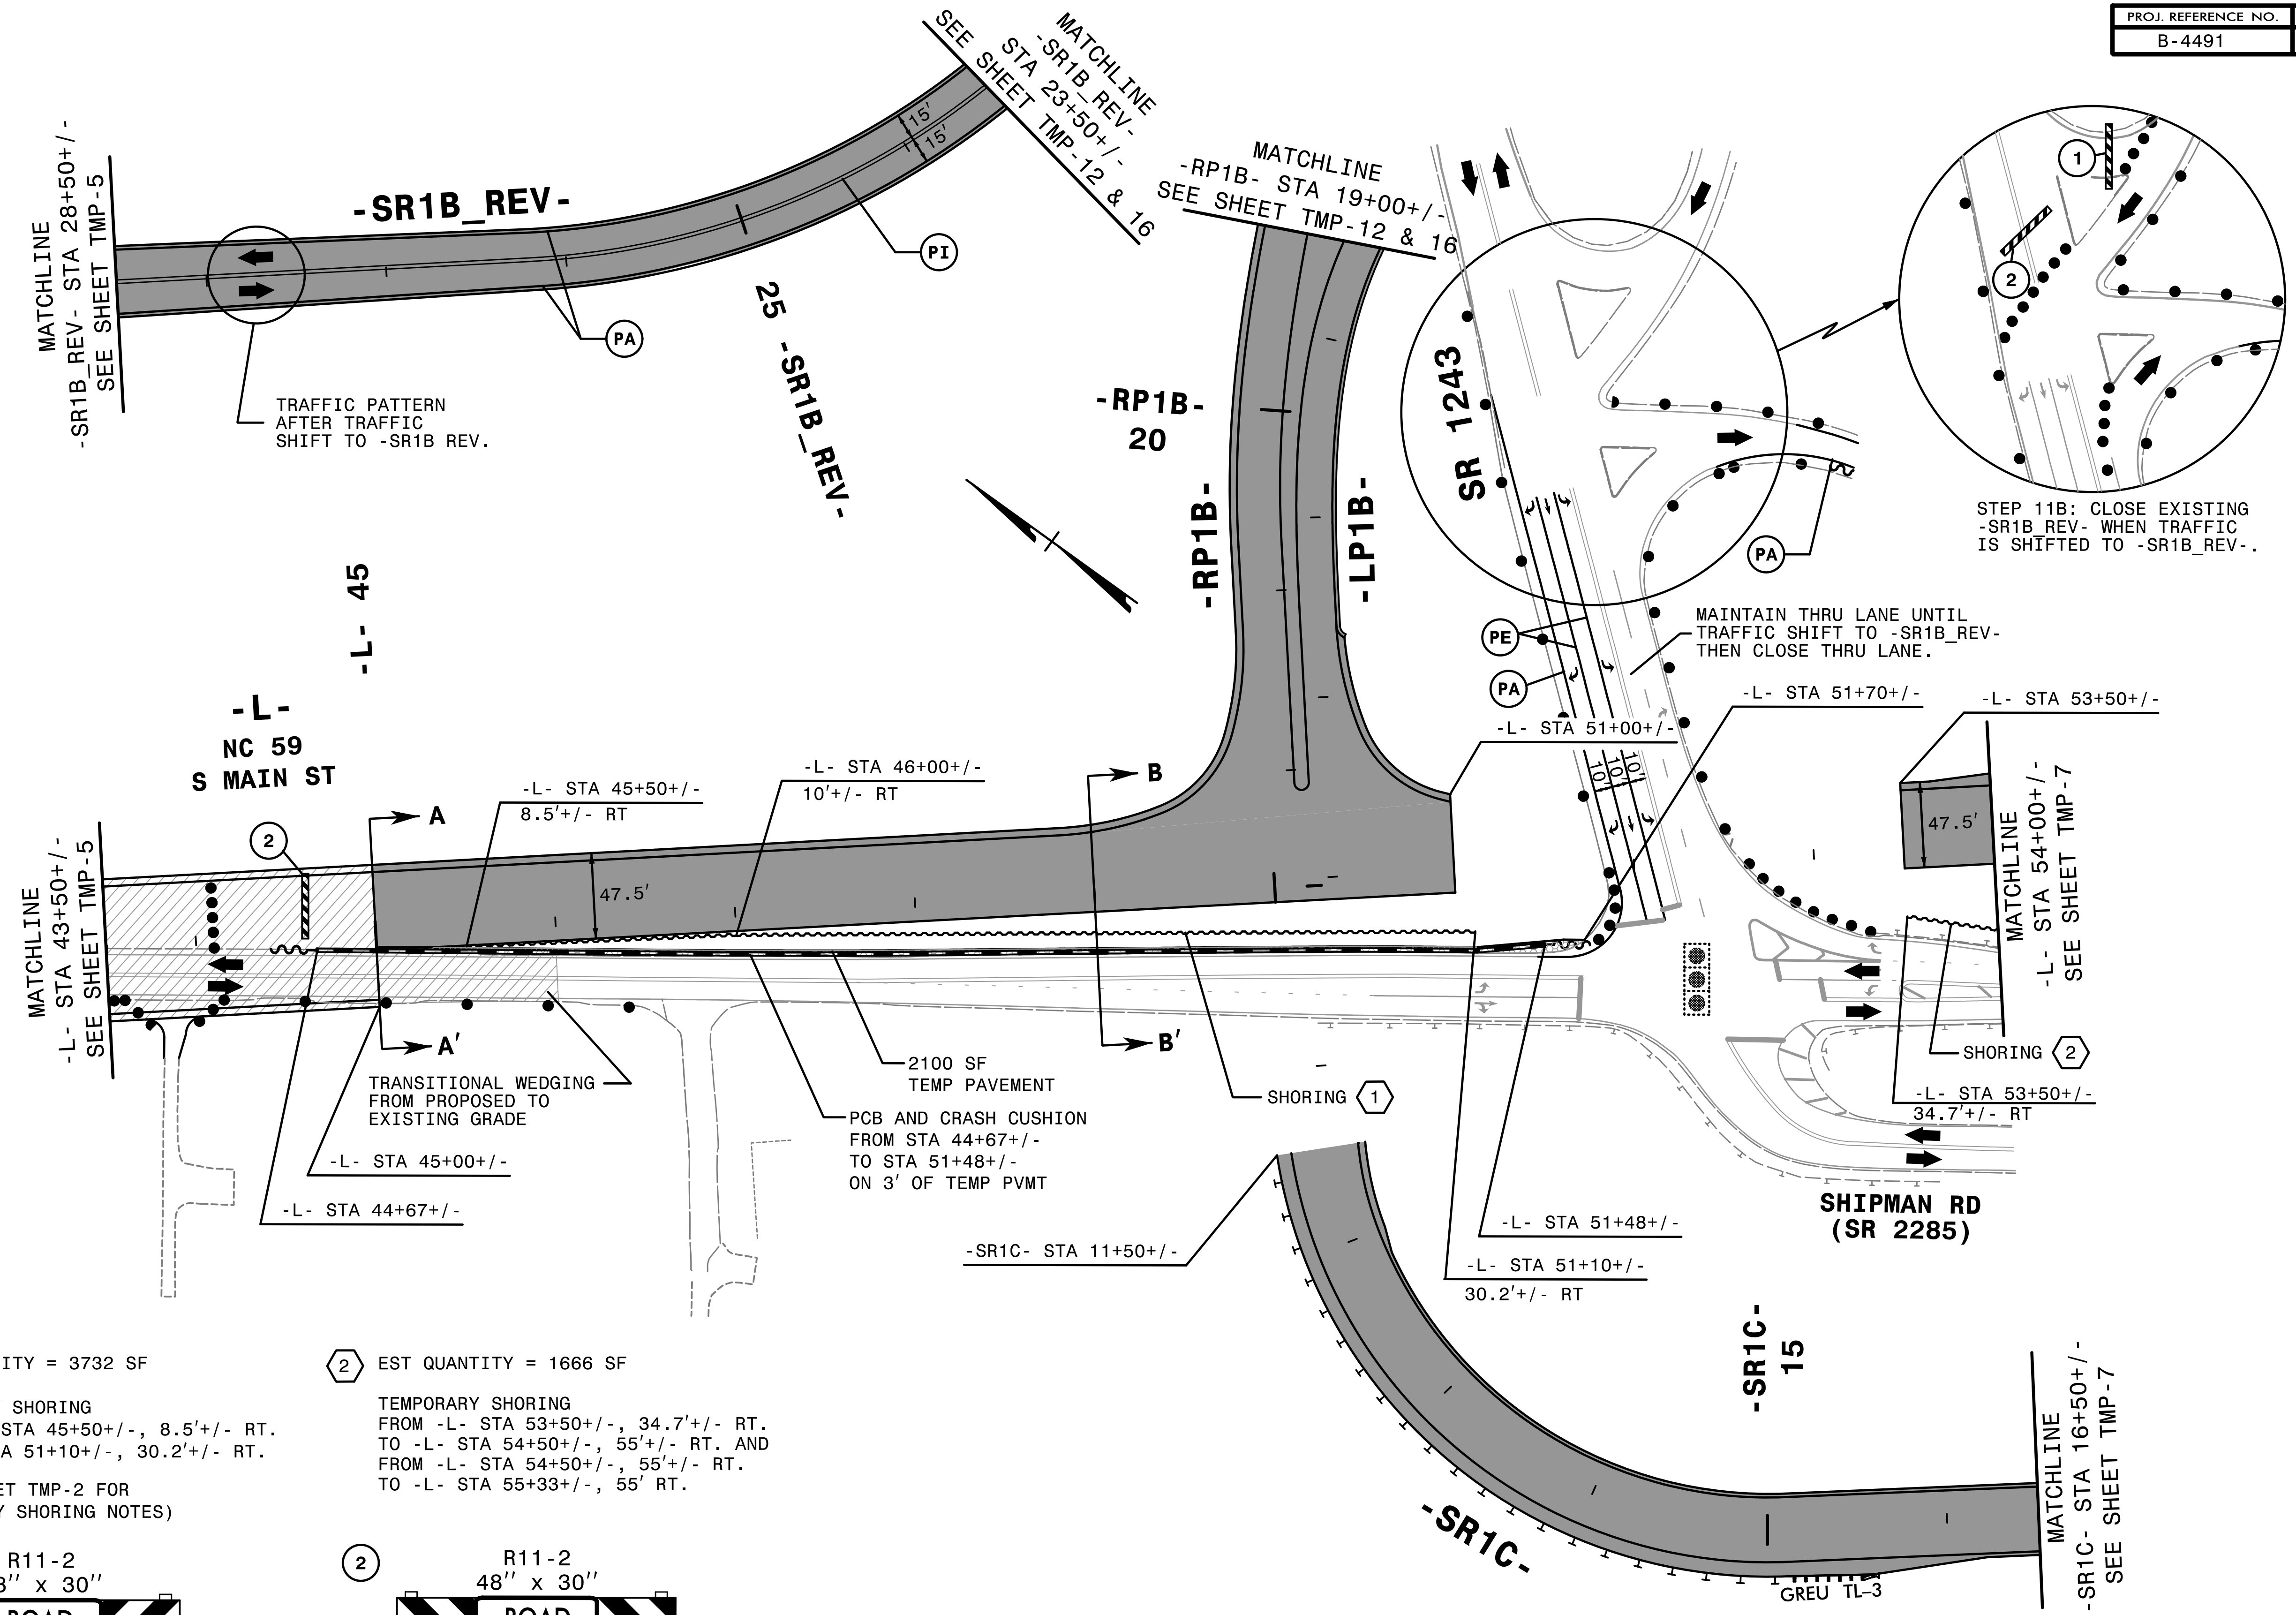 PROJ. REFERENCE NO.
B-4491
MATCHLINE
-SR1B_REV- STA 28+50+/-
SEE SHEET TMP-5
-SR1B_REV-
TRAFFIC PATTERN
AFTER TRAFFIC
SHIFT TO -SR1B REV.
PA
PI
15'
15'
MATCHLINE
-SR1B_REV-
STA 23+50+/-
SEE SHEET TMP-12 & 16
25 -SR1B_REV-
MATCHLINE
-RP1B- STA 19+00+/-
SEE SHEET TMP-12 & 16
-RP1B-
20
-RP1B-
-LP1B-
SR 1243
1
2
STEP 11B: CLOSE EXISTING
-SR1B_REV- WHEN TRAFFIC
IS SHIFTED TO -SR1B_REV-.
PA
PE
PA
MAINTAIN THRU LANE UNTIL
TRAFFIC SHIFT TO -SR1B_REV-
THEN CLOSE THRU LANE.
-L- STA 51+70+/-
-L- STA 53+50+/-
-L- STA 51+00+/-
10'
10'
10'
47.5'
MATCHLINE
-L- STA 54+00+/-
SEE SHEET TMP-7
-L- 45
-L-
NC 59
S MAIN ST
2
A
-L- STA 45+50+/-
8.5'+/- RT
-L- STA 46+00+/-
10'+/- RT
B
47.5'
MATCHLINE
-L- STA 43+50+/-
SEE SHEET TMP-5
A'
B'
TRANSITIONAL WEDGING
FROM PROPOSED TO
EXISTING GRADE
2100 SF
TEMP PAVEMENT
PCB AND CRASH CUSHION
FROM STA 44+67+/-
TO STA 51+48+/-
ON 3' OF TEMP PVMT
SHORING 1
SHORING 2
-L- STA 53+50+/-
34.7'+/- RT
-L- STA 45+00+/-
-L- STA 44+67+/-
-SR1C- STA 11+50+/-
-L- STA 51+48+/-
-L- STA 51+10+/-
30.2'+/- RT
SHIPMAN RD
(SR 2285)
-SR1C-
15
-SR1C-
GREU TL-3
MATCHLINE
-SR1C- STA 16+50+/-
SEE SHEET TMP-7
ITY = 3732 SF
SHORING
STA 45+50+/-, 8.5'+/- RT.
A 51+10+/-, 30.2'+/- RT.
ET TMP-2 FOR
Y SHORING NOTES)
2 EST QUANTITY = 1666 SF
TEMPORARY SHORING
FROM -L- STA 53+50+/-, 34.7'+/- RT.
TO -L- STA 54+50+/-, 55'+/- RT. AND
FROM -L- STA 54+50+/-, 55'+/- RT.
TO -L- STA 55+33+/-, 55' RT.
R11-2
8'' x 30''
ROAD
2
R11-2
48'' x 30''
ROAD